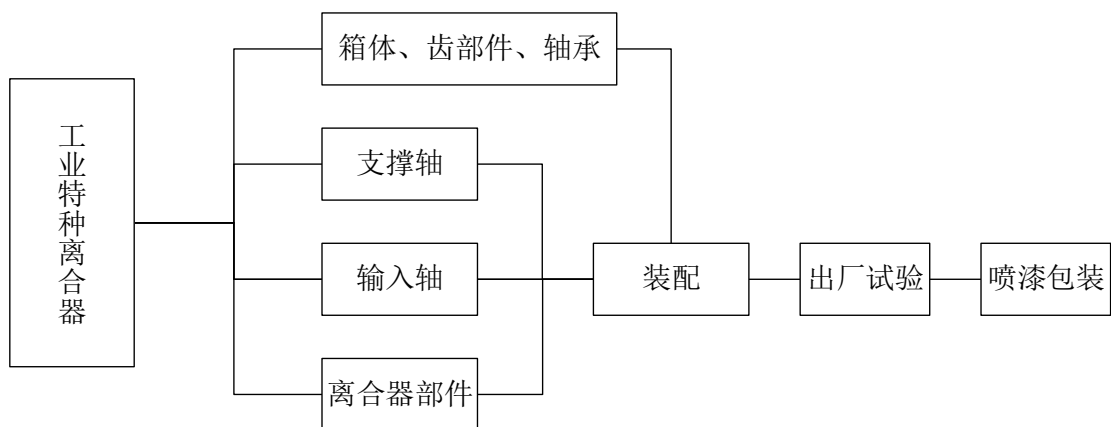 工业特种离合器
箱体、齿部件、轴承
支撑轴
输入轴
离合器部件
装配
出厂试验
喷漆包装